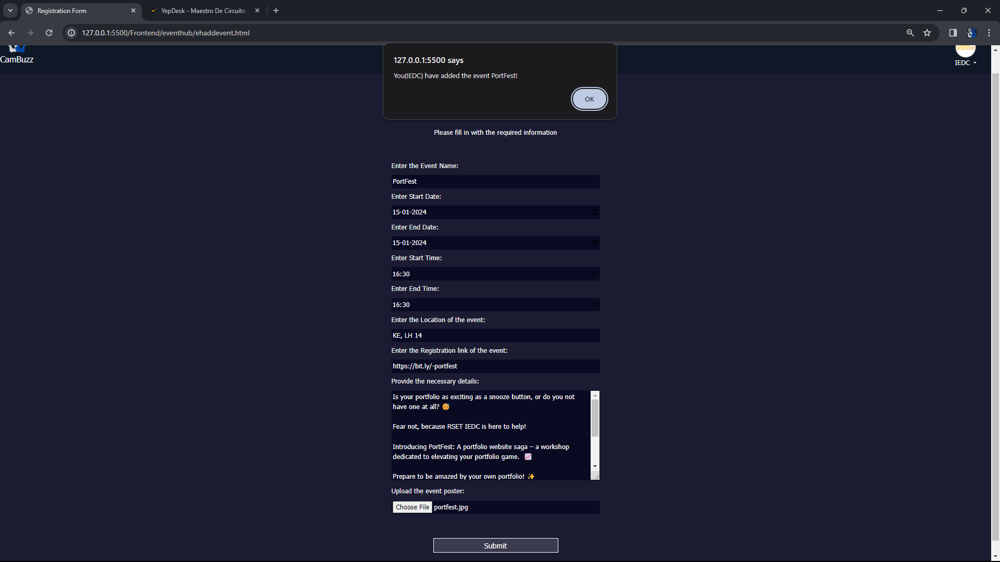 Registration Form
YepDesk - Maestro De Circuito,
127.0.0.1:5500/Frontend/eventhub/ehaddevent.html
CamBuzz
IEDC
127.0.0.1:5500 says
You(IEDC) have added the event PortFest!
OK
Please fill in with the required information
Enter the Event Name:
PortFest
Enter Start Date:
15-01-2024
Enter End Date:
15-01-2024
Enter Start Time:
16:30
Enter End Time:
16:30
Enter the Location of the event:
KE, LH 14
Enter the Registration link of the event:
https://bit.ly/-portfest
Provide the necessary details:
Is your portfolio as exciting as a snooze button, or do you not
have one at all? 😴
Fear not, because RSET IEDC is here to help!
Introducing PortFest: A portfolio website saga – a workshop
dedicated to elevating your portfolio game. 📈
Prepare to be amazed by your own portfolio! ✨
Upload the event poster:
Choose File portfest.jpg
Submit